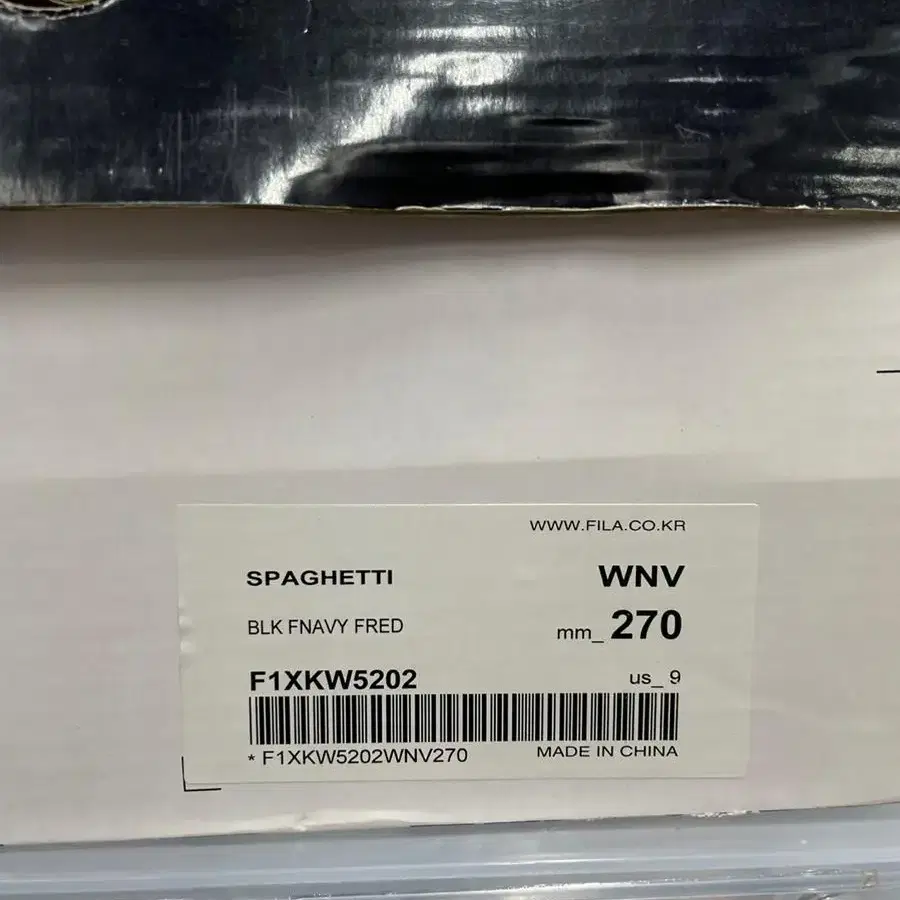 WWW.FILA.CO.KR
SPAGHETTI WNV
BLK FNAVY FRED mm_ 270
F1XKW5202 us_ 9
* F1XKW5202WNV270 MADE IN CHINA